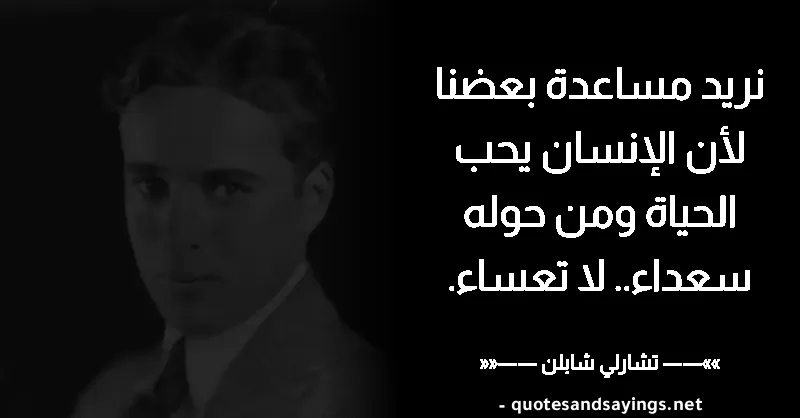 نريد مساعدة بعضنا
لأن الإنسان يحب
الحياة ومن حوله
سعداء.. لا تعساء.
»»——— تشارلي شابلن ———««
- quotesandsayings.net